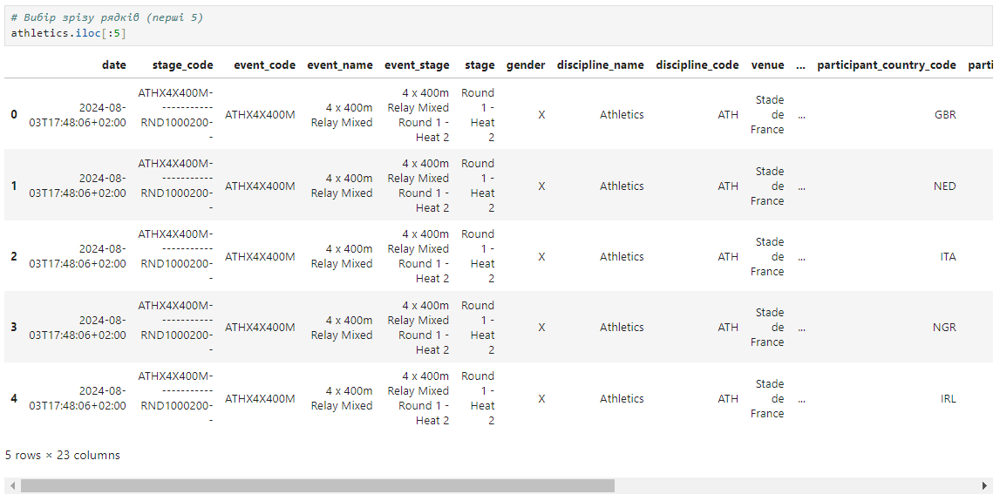 # Вибір зрізу рядків (перші 5)
athletics.iloc[:5]
date stage_code event_code event_name event_stage stage gender discipline_name discipline_code venue ... participant_country_code parti
ATHX4X400M- 4 x 400m Round
2024-08- ----------- 4 x 400m Relay Mixed 1 - Stade
0 03T17:48:06+02:00 RND1000200- ATHX4X400M Relay Mixed Round 1 - Heat X Athletics ATH de ... GBR
- Heat 2 2 France
ATHX4X400M- 4 x 400m Round
2024-08- ----------- 4 x 400m Relay Mixed 1 - Stade
1 03T17:48:06+02:00 RND1000200- ATHX4X400M Relay Mixed Round 1 - Heat X Athletics ATH de ... NED
- Heat 2 2 France
ATHX4X400M- 4 x 400m Round
2024-08- ----------- 4 x 400m Relay Mixed 1 - Stade
2 03T17:48:06+02:00 RND1000200- ATHX4X400M Relay Mixed Round 1 - Heat X Athletics ATH de ... ITA
- Heat 2 2 France
ATHX4X400M- 4 x 400m Round
2024-08- ----------- 4 x 400m Relay Mixed 1 - Stade
3 03T17:48:06+02:00 RND1000200- ATHX4X400M Relay Mixed Round 1 - Heat X Athletics ATH de ... NGR
- Heat 2 2 France
ATHX4X400M- 4 x 400m Round
2024-08- ----------- 4 x 400m Relay Mixed 1 - Stade
4 03T17:48:06+02:00 RND1000200- ATHX4X400M Relay Mixed Round 1 - Heat X Athletics ATH de ... IRL
- Heat 2 2 France
5 rows × 23 columns